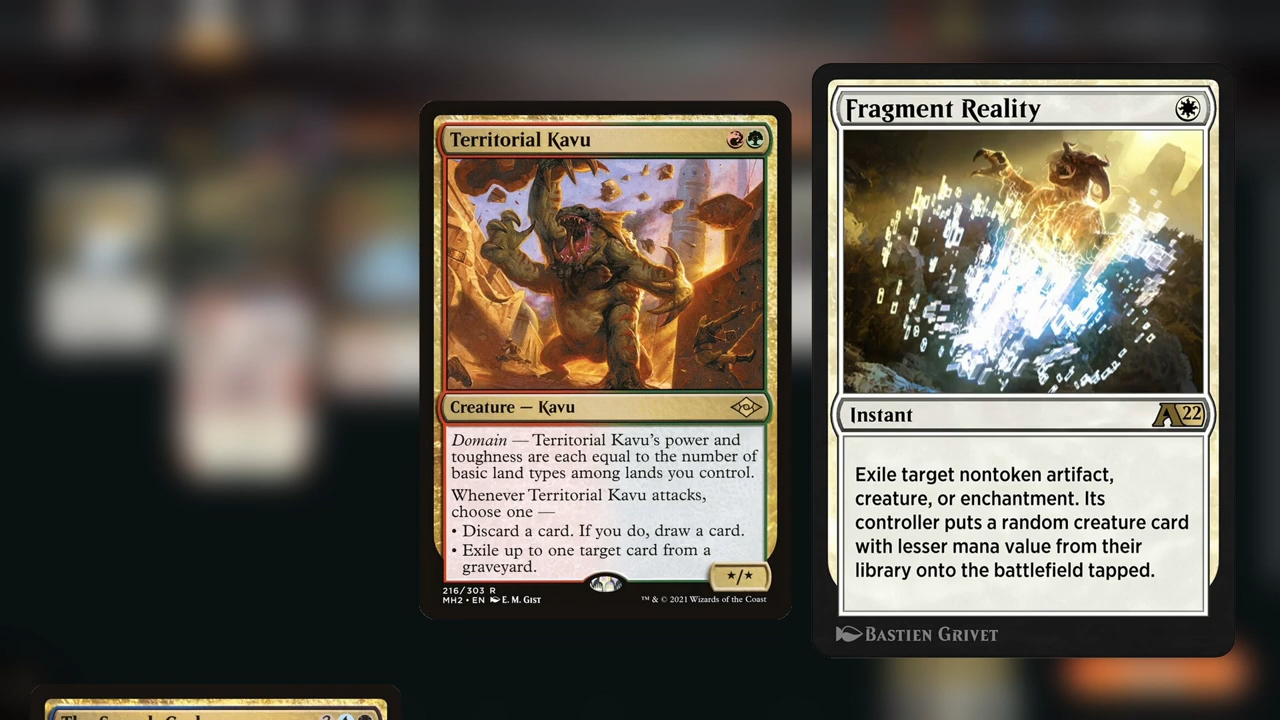 Territorial Kavu
Creature — Kavu
Domain — Territorial Kavu's power and
toughness are each equal to the number of
basic land types among lands you control.
Whenever Territorial Kavu attacks,
choose one —
• Discard a card. If you do, draw a card.
• Exile up to one target card from a
graveyard.
*/*
216/303 R
MH2 • EN E. M. GIST
™ & © 2021 Wizards of the Coast
Fragment Reality
Instant
A22
Exile target nontoken artifact,
creature, or enchantment. Its
controller puts a random creature card
with lesser mana value from their
library onto the battlefield tapped.
BASTIEN GRIVET